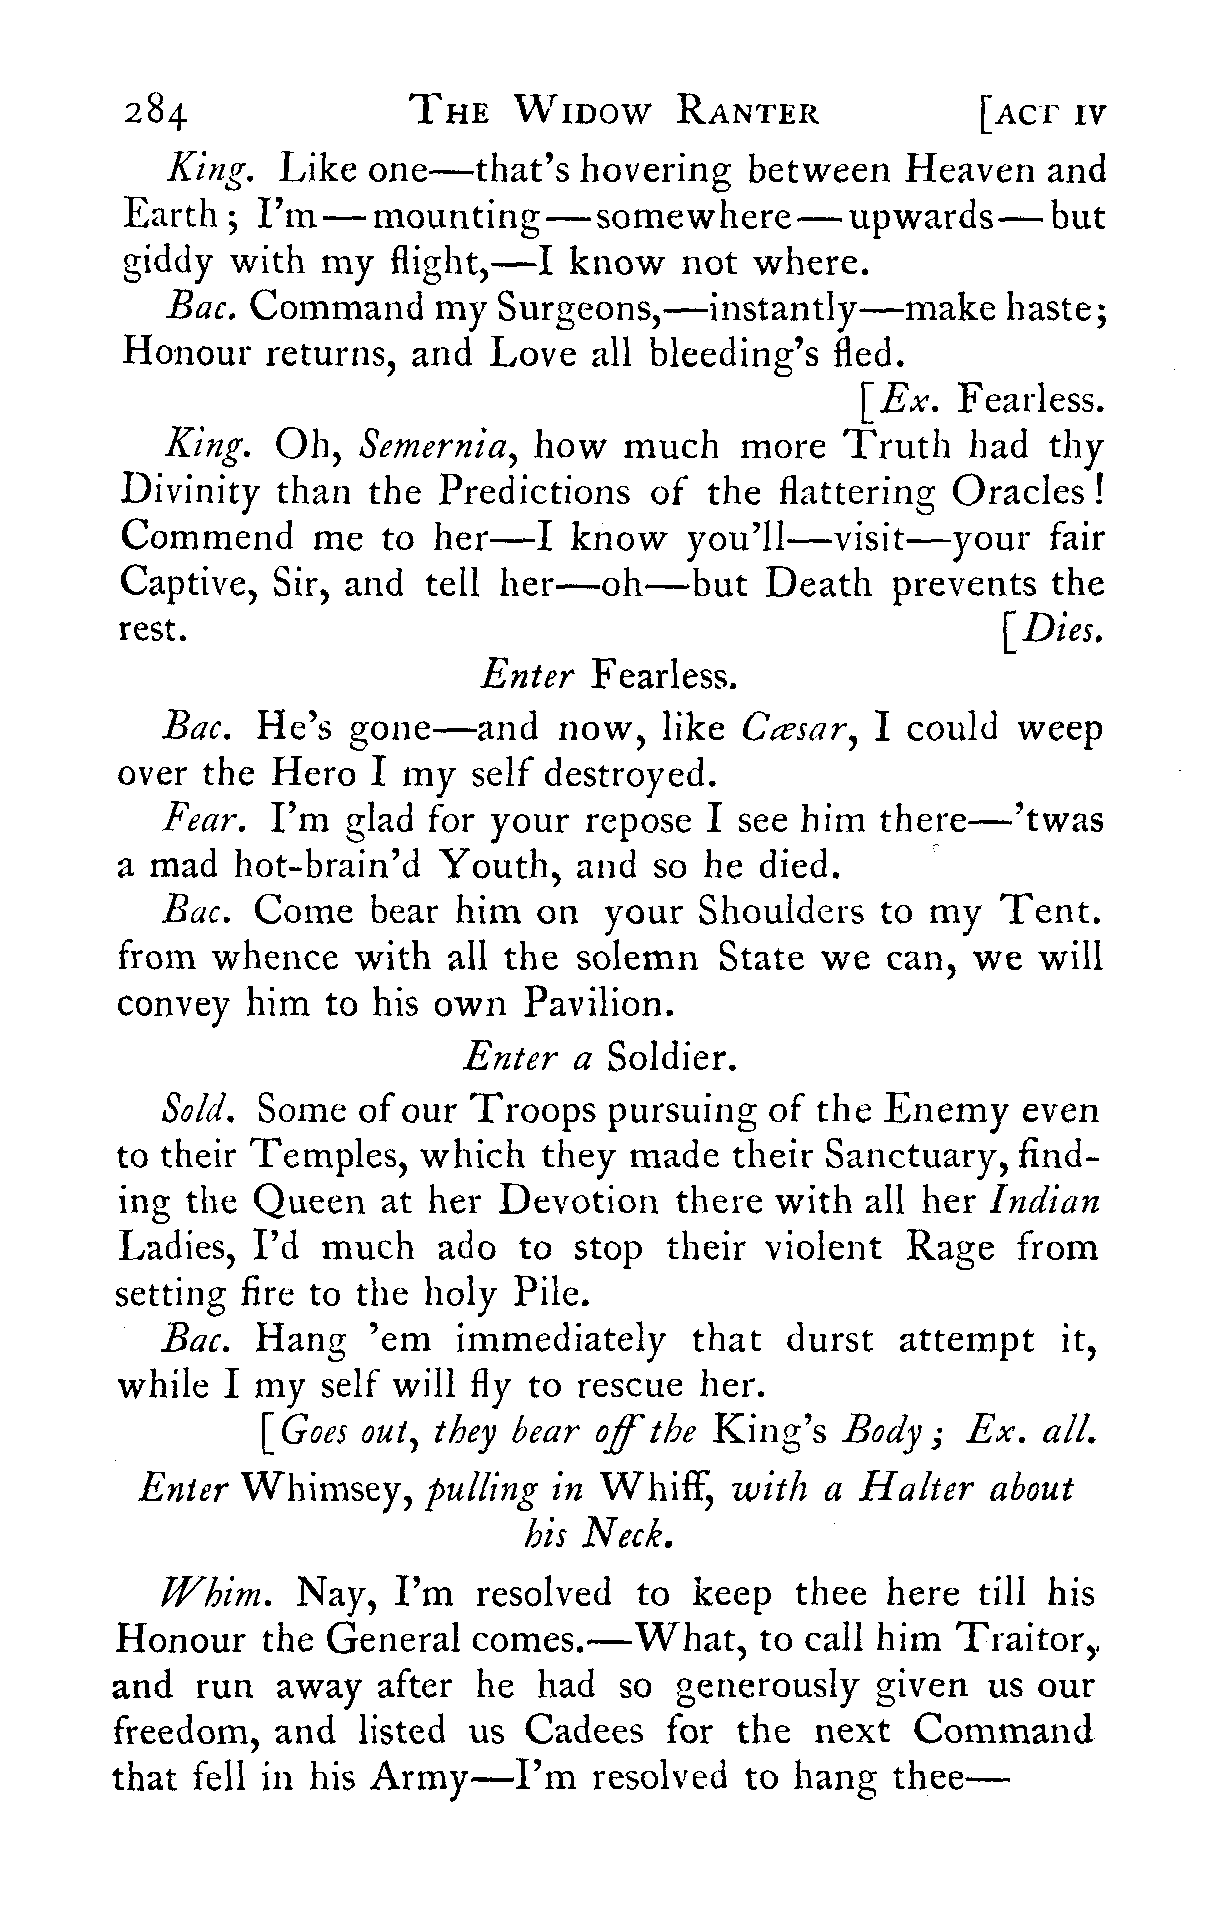 284 The Widow Ranter [ACT IV
King. Like one—that's hovering between Heaven and
Earth; I'm—mounting—somewhere—upwards—but
giddy with my flight,—I know not where.
Bac. Command my Surgeons,—instantly—make haste;
Honour returns, and Love all bleeding's fled.
[Ex. Fearless.
King. Oh, Semernia, how much more Truth had thy
Divinity than the Predictions of the flattering Oracles!
Commend me to her—I know you'll—visit—your fair
Captive, Sir, and tell her—oh—but Death prevents the
rest. [Dies.
Enter Fearless.
Bac. He's gone—and now, like Cæsar, I could weep
over the Hero I my self destroyed.
Fear. I'm glad for your repose I see him there—'twas
a mad hot-brain'd Youth, and so he died.
Bac. Come bear him on your Shoulders to my Tent.
from whence with all the solemn State we can, we will
convey him to his own Pavilion.
Enter a Soldier.
Sold. Some of our Troops pursuing of the Enemy even
to their Temples, which they made their Sanctuary, find-
ing the Queen at her Devotion there with all her Indian
Ladies, I'd much ado to stop their violent Rage from
setting fire to the holy Pile.
Bac. Hang 'em immediately that durst attempt it,
while I my self will fly to rescue her.
[Goes out, they bear off the King's Body; Ex. all.
Enter Whimsey, pulling in Whiff, with a Halter about
his Neck.
Whim. Nay, I'm resolved to keep thee here till his
Honour the General comes.—What, to call him Traitor,
and run away after he had so generously given us our
freedom, and listed us Cadees for the next Command
that fell in his Army—I'm resolved to hang thee—